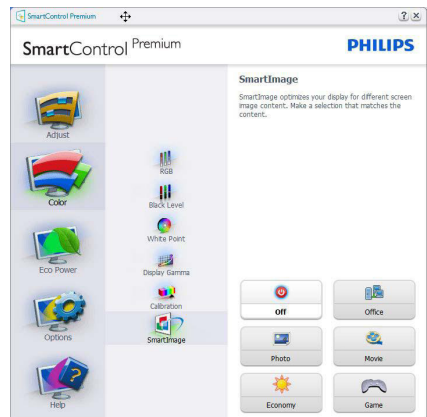 SmartControl Premium
SmartControl Premium
PHILIPS
Adjust
Color
Eco Power
Options
Help
RGB
Black Level
White Point
Display Gamma
Calibration
SmartImage
SmartImage
SmartImage optimizes your display for different screen
image content. Make a selection that matches the
content.
Off
Office
Photo
Movie
Economy
Game